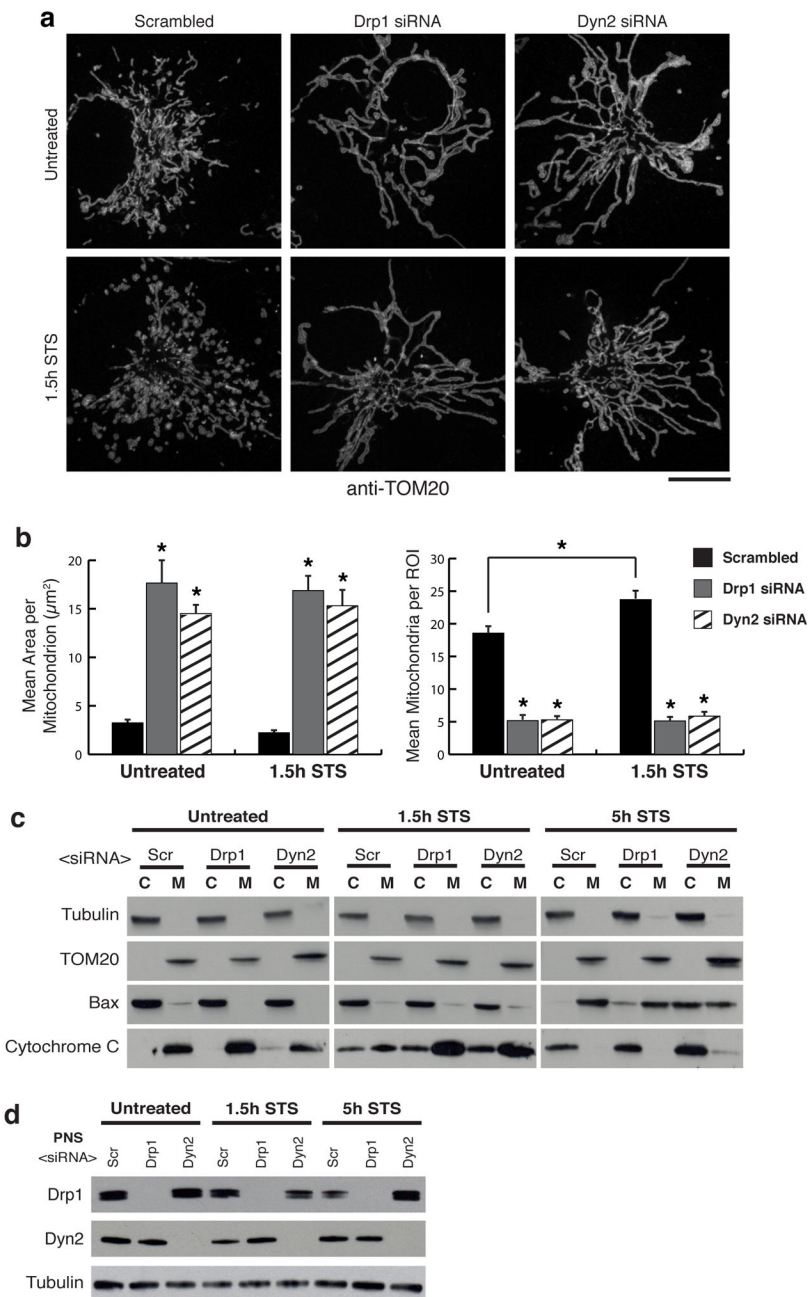 a
Scrambled Drp1 siRNA Dyn2 siRNA
Untreated
1.5h STS
anti-TOM20
b
Mean Area per Mitochondrion (µm²)
20
15
10
5
0
Untreated 1.5h STS
* * * *
Mean Mitochondria per ROI
30
25
20
15
10
5
0
Untreated 1.5h STS
* * * * *
Scrambled
Drp1 siRNA
Dyn2 siRNA
c
Untreated 1.5h STS 5h STS
<siRNA> Scr Drp1 Dyn2 Scr Drp1 Dyn2 Scr Drp1 Dyn2
C M C M C M C M C M C M C M C M C M
Tubulin
TOM20
Bax
Cytochrome C
d
Untreated 1.5h STS 5h STS
PNS
<siRNA> Scr Drp1 Dyn2 Scr Drp1 Dyn2 Scr Drp1 Dyn2
Drp1
Dyn2
Tubulin